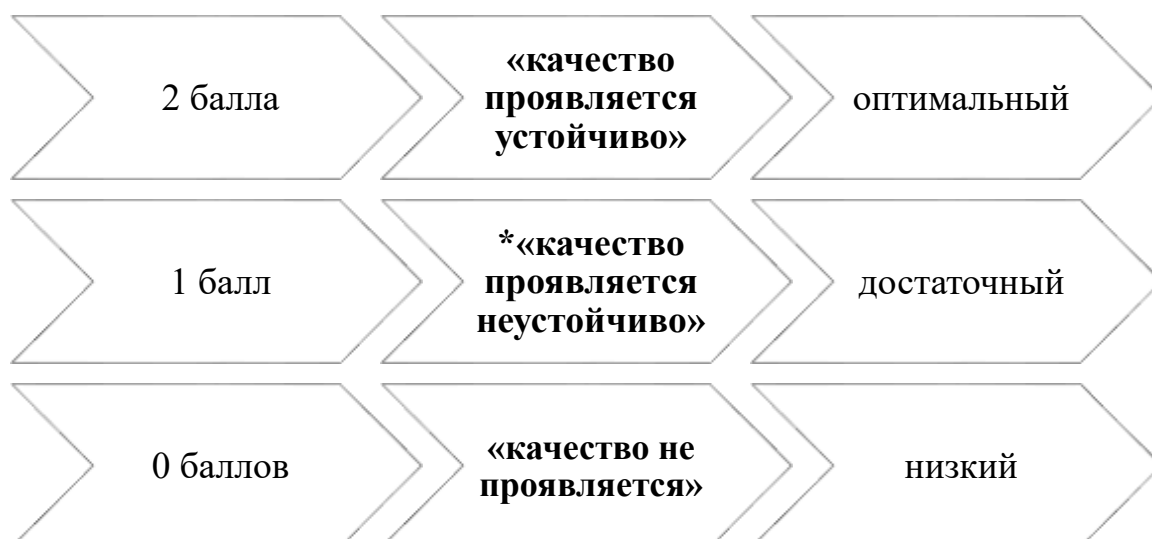 2 балла
«качество
проявляется
устойчиво»
оптимальный
1 балл
*«качество
проявляется
неустойчиво»
достаточный
0 баллов
«качество не
проявляется»
низкий